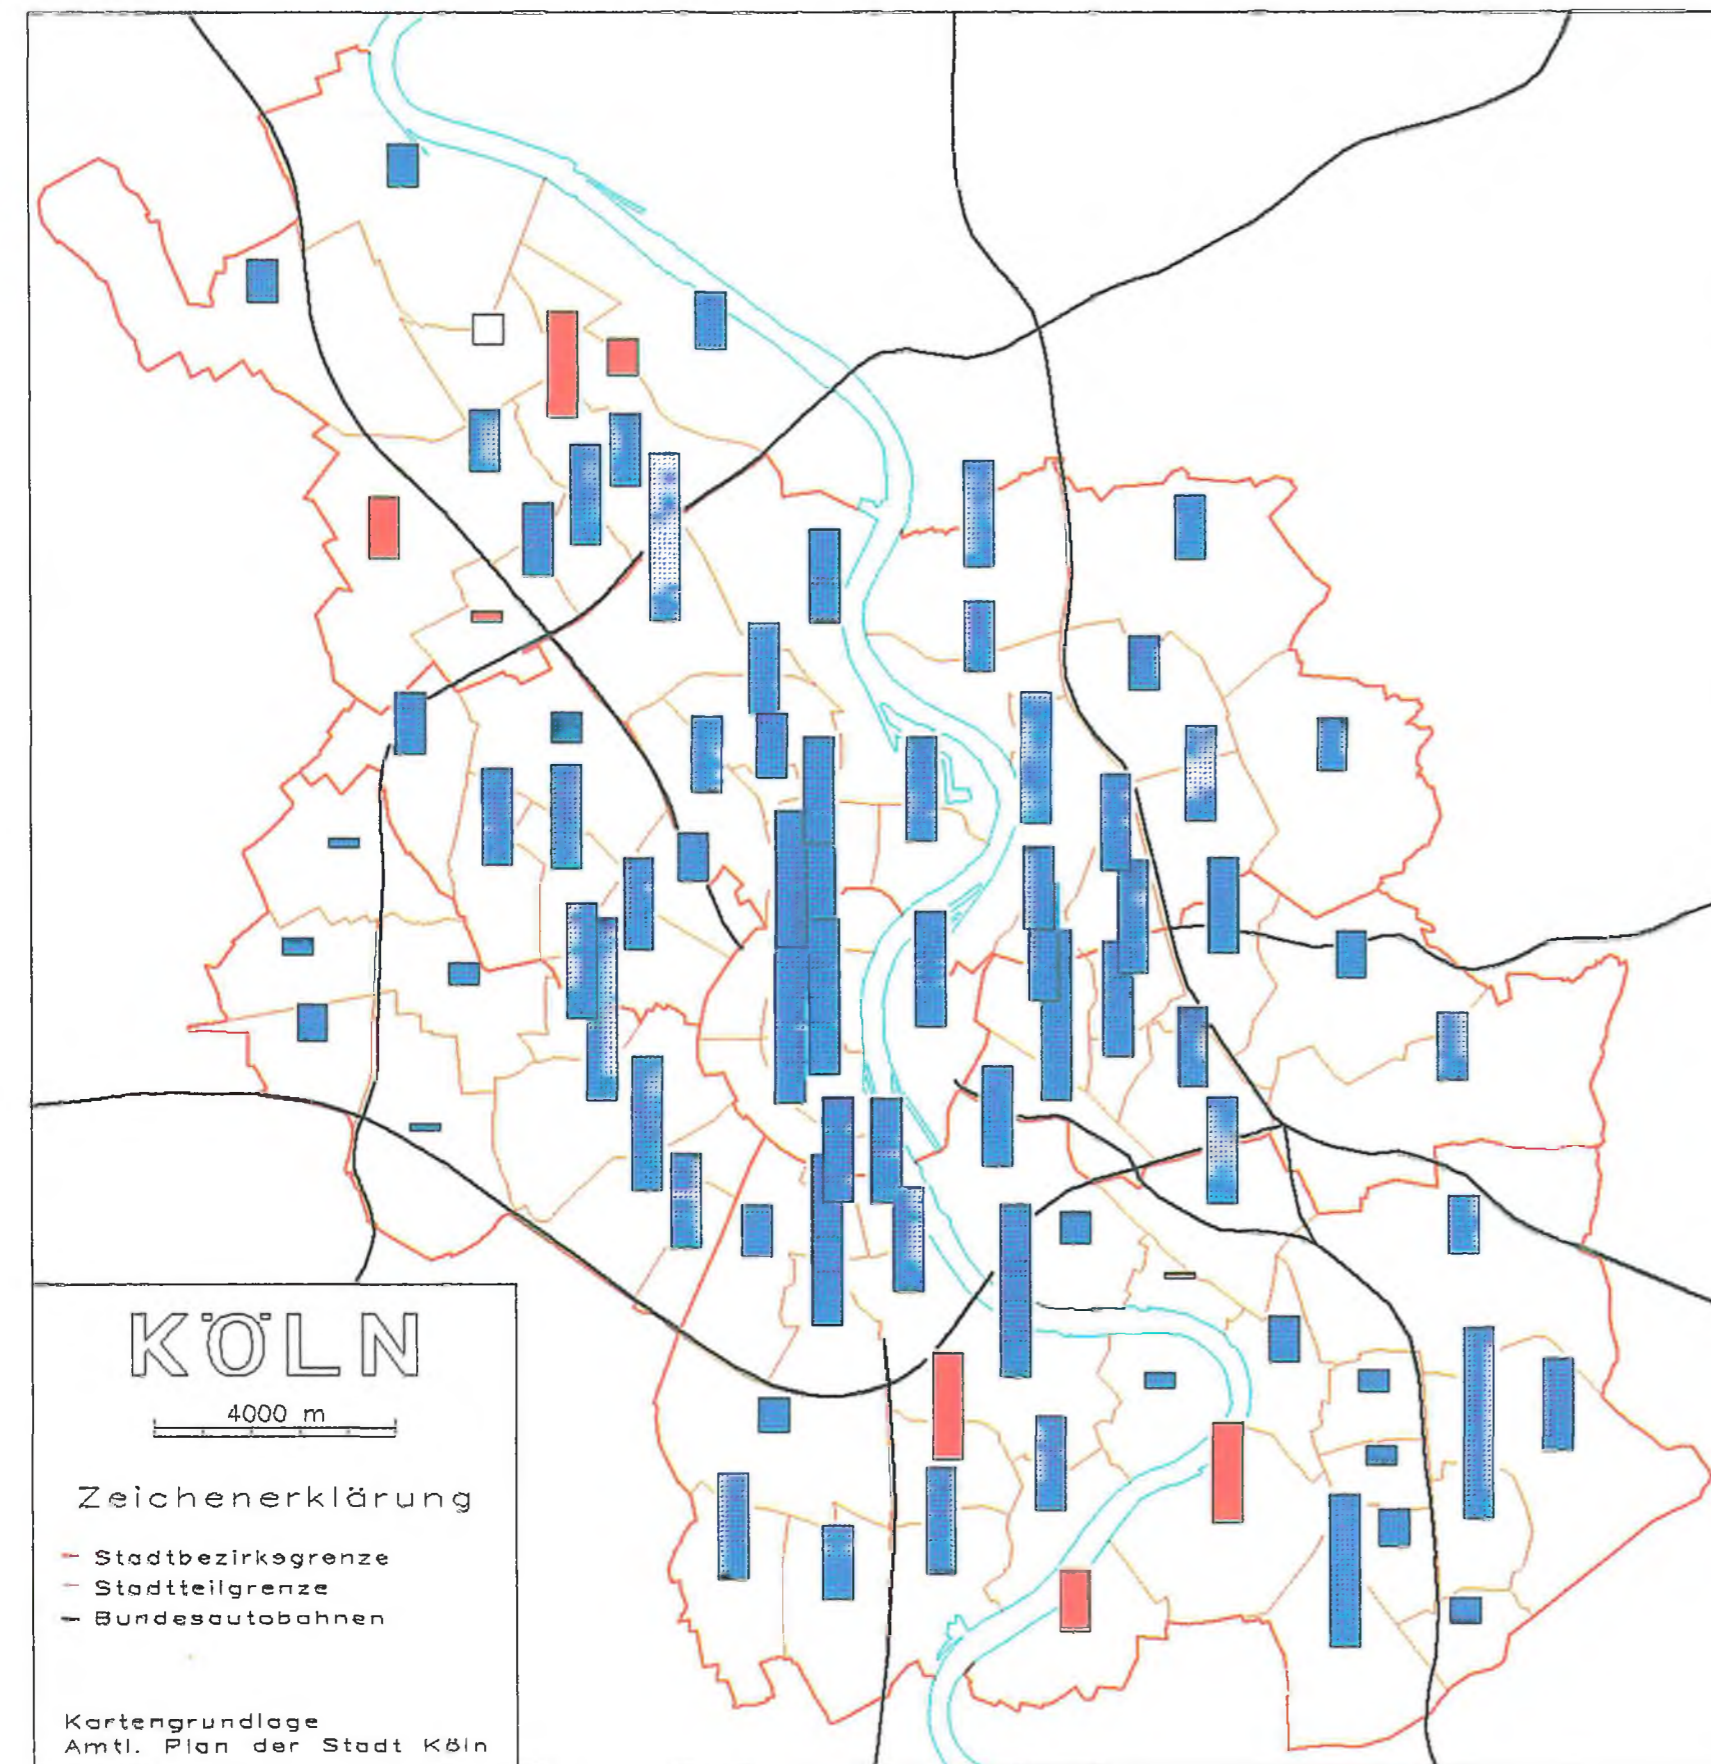 KÖLN
4000 m
Zeichenerklärung
Stadtbezirksgrenze
Stadtteilgrenze
Bundesautobahnen
Kartengrundlage
Amtl. Plan der Stadt Köln